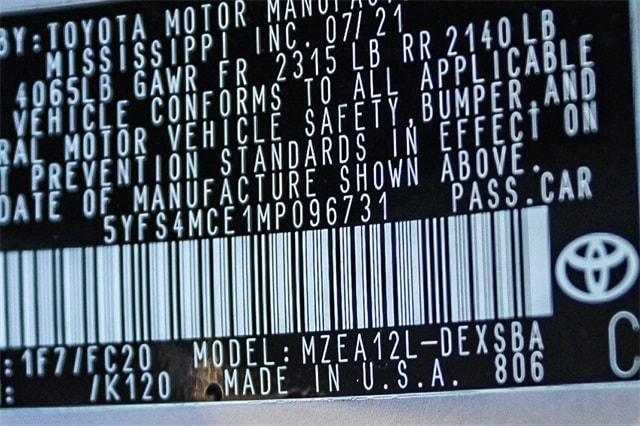 BY: TOYOTA MOTOR MANUFACT
MISSISSIPPI INC. 07/21
4065LB GAWR FR 2315 LB RR 2140 LB
VEHICLE CONFORMS TO ALL APPLICABLE
RAL MOTOR VEHICLE SAFETY, BUMPER, AND
T PREVENTION STANDARDS IN EFFECT ON
DATE OF MANUFACTURE SHOWN ABOVE.
5YFS4MCE1MP096731 PASS.CAR
:1F7/FC20 MODEL: MZEA12L-DEXSBA
: /K120 MADE IN U.S.A. 806
C